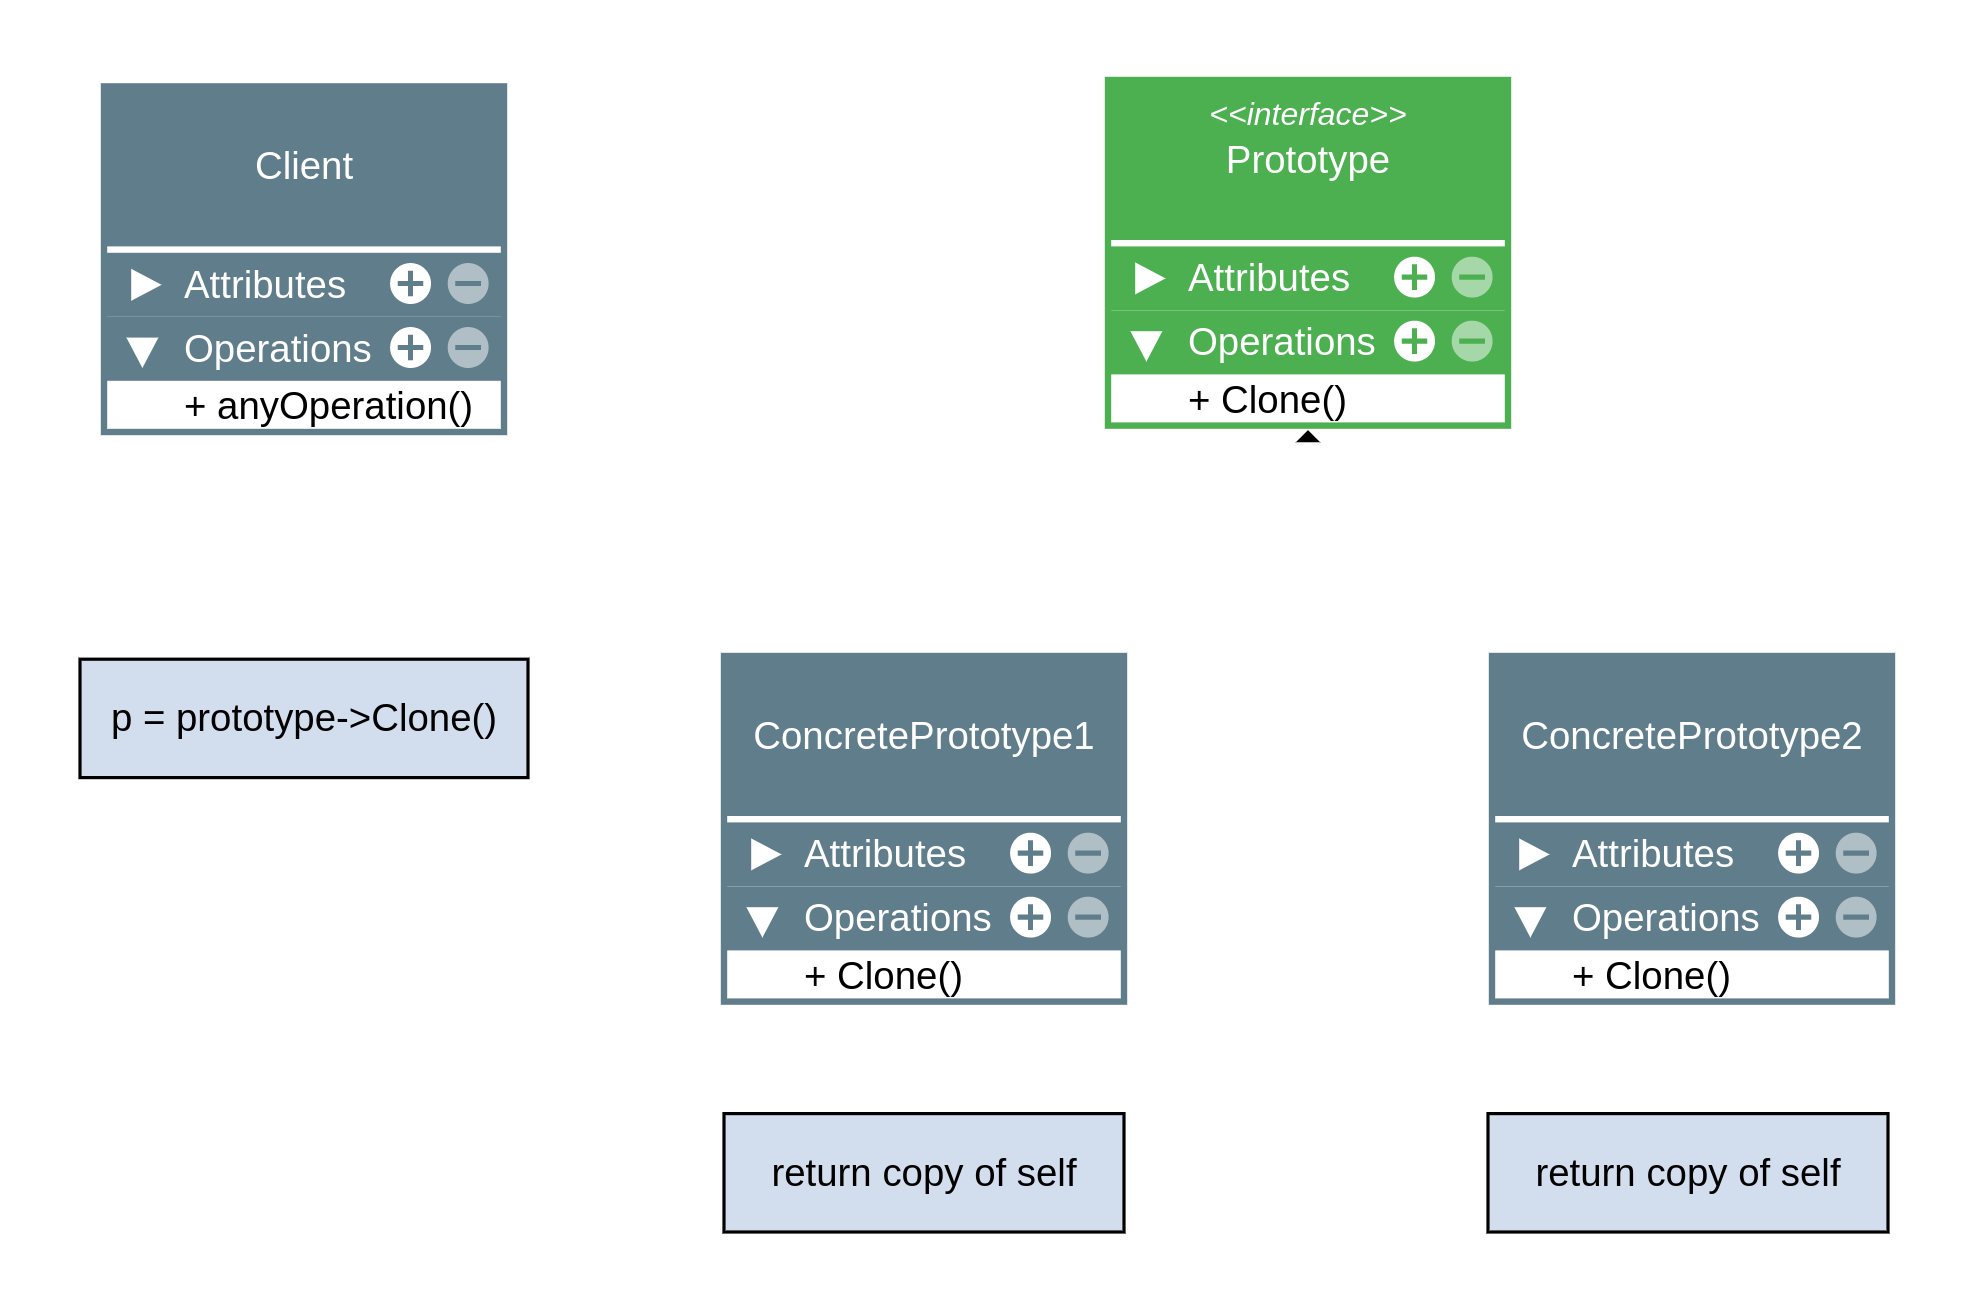 Client
Attributes
Operations
+ anyOperation()
<<interface>>
Prototype
Attributes
Operations
+ Clone()
p = prototype->Clone()
ConcretePrototype1
Attributes
Operations
+ Clone()
ConcretePrototype2
Attributes
Operations
+ Clone()
return copy of self
return copy of self